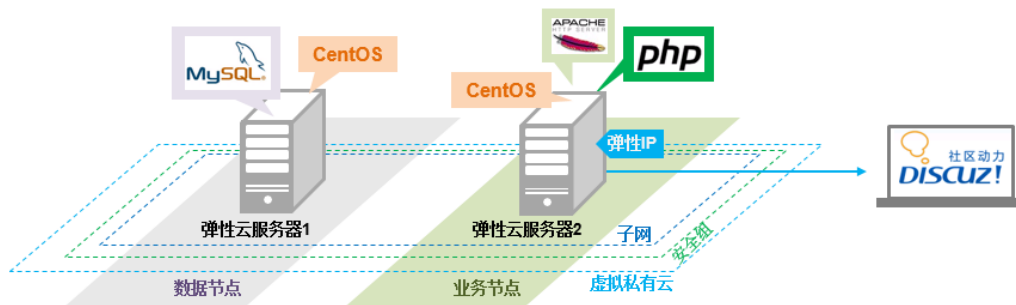 APACHE
HTTP SERVER
MySQL
CentOS
php
CentOS
弹性IP
社区动力
DISCUZ!
弹性云服务器1
弹性云服务器2
子网
安全组
数据节点
业务节点
虚拟私有云